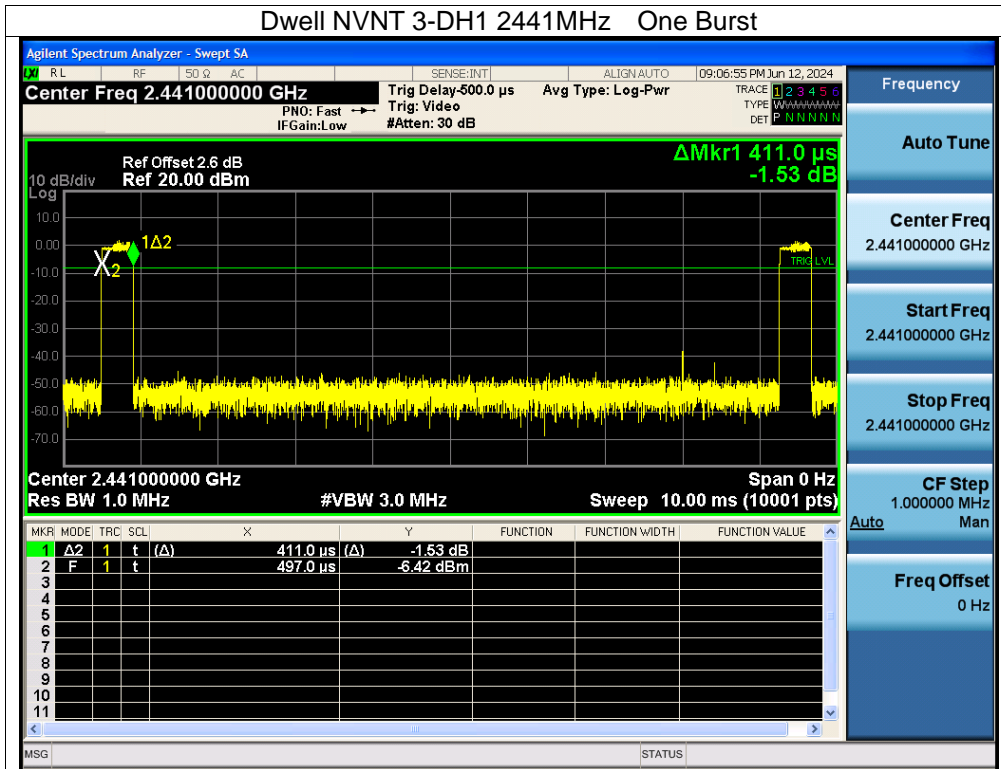 Dwell NVNT 3-DH1 2441MHz    One Burst
Agilent Spectrum Analyzer - Swept SA
LXI RL RF 50 Ω AC SENSE:INT ALIGN AUTO 09:06:55 PM Jun 12, 2024
Center Freq 2.441000000 GHz
PNO: Fast
IFGain:Low
Trig Delay-500.0 µs
Trig: Video
#Atten: 30 dB
Avg Type: Log-Pwr
TRACE 1 2 3 4 5 6
TYPE WWWWWWW
DET P N N N N N
Ref Offset 2.6 dB
10 dB/div Ref 20.00 dBm
Log
ΔMkr1 411.0 µs
-1.53 dB
10.0
0.00
-10.0
-20.0
-30.0
-40.0
-50.0
-60.0
-70.0
X2
1Δ2
TRIG LVL
Center 2.441000000 GHz Span 0 Hz
Res BW 1.0 MHz #VBW 3.0 MHz Sweep 10.00 ms (10001 pts)
MKR MODE TRC SCL X Y FUNCTION FUNCTION WIDTH FUNCTION VALUE
1 Δ2 1 t (Δ) 411.0 µs (Δ) -1.53 dB
2 F 1 t 497.0 µs -6.42 dBm
3
4
5
6
7
8
9
10
11
MSG STATUS
Frequency
Auto Tune
Center Freq
2.441000000 GHz
Start Freq
2.441000000 GHz
Stop Freq
2.441000000 GHz
CF Step
1.000000 MHz
Auto Man
Freq Offset
0 Hz